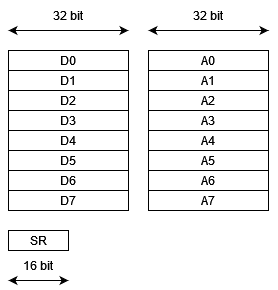 32 bit 32 bit
D0 A0
D1 A1
D2 A2
D3 A3
D4 A4
D5 A5
D6 A6
D7 A7
SR
16 bit